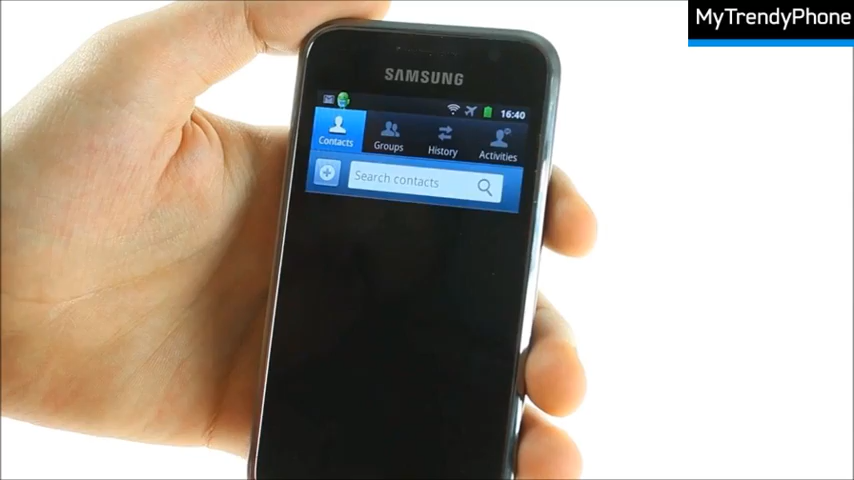 MyTrendyPhone
SAMSUNG
16:40
Contacts
Groups
History
Activities
Search contacts